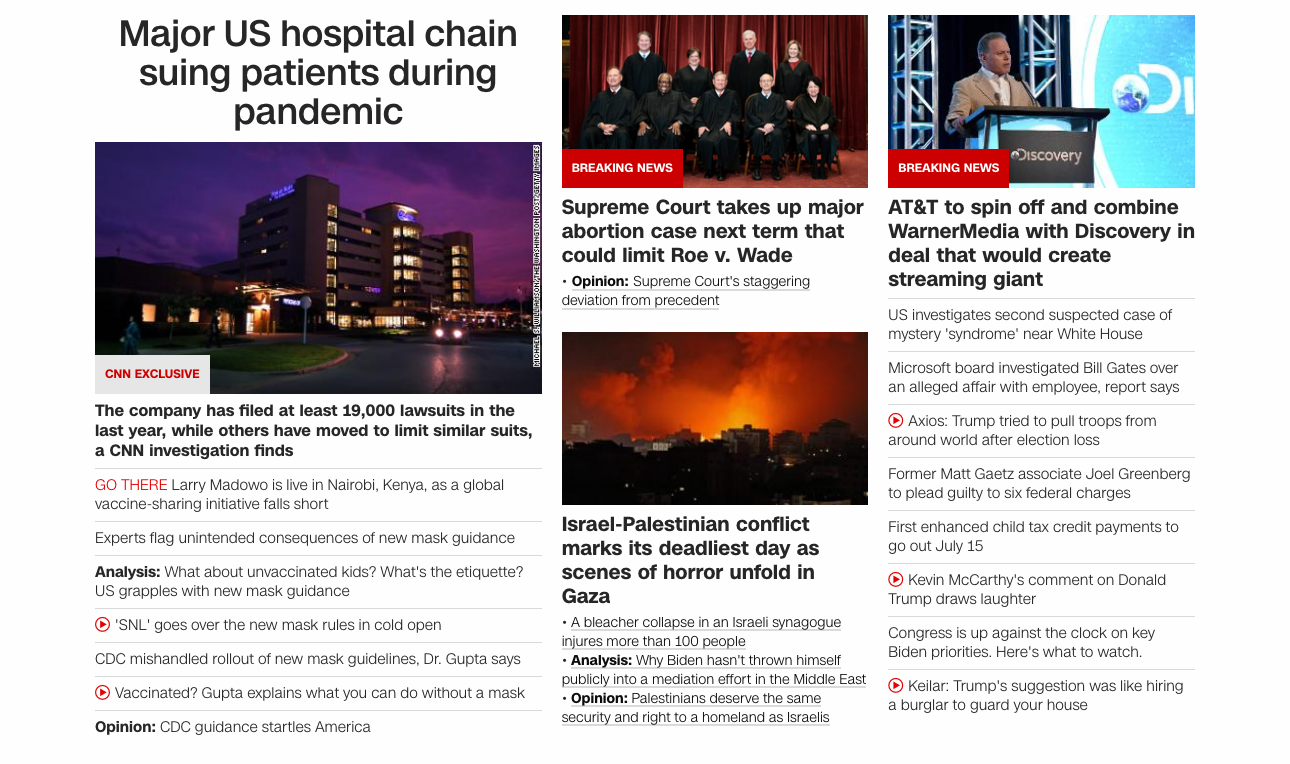 Major US hospital chain
suing patients during
pandemic
MICHAEL S. WILLIAMSON/THE WASHINGTON POST/GETTY IMAGES
CNN EXCLUSIVE
The company has filed at least 19,000 lawsuits in the
last year, while others have moved to limit similar suits,
a CNN investigation finds
GO THERE Larry Madowo is live in Nairobi, Kenya, as a global
vaccine-sharing initiative falls short
Experts flag unintended consequences of new mask guidance
Analysis: What about unvaccinated kids? What's the etiquette?
US grapples with new mask guidance
'SNL' goes over the new mask rules in cold open
CDC mishandled rollout of new mask guidelines, Dr. Gupta says
Vaccinated? Gupta explains what you can do without a mask
Opinion: CDC guidance startles America
BREAKING NEWS
Supreme Court takes up major
abortion case next term that
could limit Roe v. Wade
• Opinion: Supreme Court's staggering
deviation from precedent
Israel-Palestinian conflict
marks its deadliest day as
scenes of horror unfold in
Gaza
• A bleacher collapse in an Israeli synagogue
injures more than 100 people
• Analysis: Why Biden hasn't thrown himself
publicly into a mediation effort in the Middle East
• Opinion: Palestinians deserve the same
security and right to a homeland as Israelis
Discovery
BREAKING NEWS
AT&T to spin off and combine
WarnerMedia with Discovery in
deal that would create
streaming giant
US investigates second suspected case of
mystery 'syndrome' near White House
Microsoft board investigated Bill Gates over
an alleged affair with employee, report says
Axios: Trump tried to pull troops from
around world after election loss
Former Matt Gaetz associate Joel Greenberg
to plead guilty to six federal charges
First enhanced child tax credit payments to
go out July 15
Kevin McCarthy's comment on Donald
Trump draws laughter
Congress is up against the clock on key
Biden priorities. Here's what to watch.
Keilar: Trump's suggestion was like hiring
a burglar to guard your house